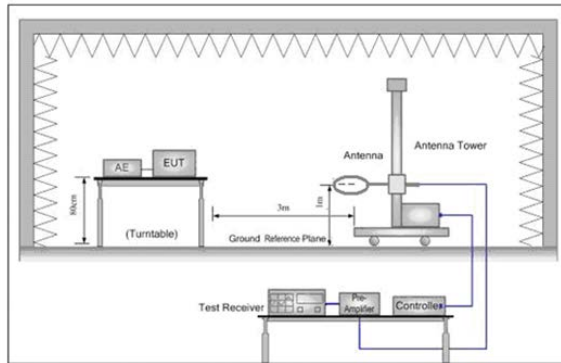 Antenna Tower
Antenna
AE
EUT
80cm
3m
1m
(Turntable)
Ground Reference Plane
Test Receiver
Pre-
Amplifier
Controller